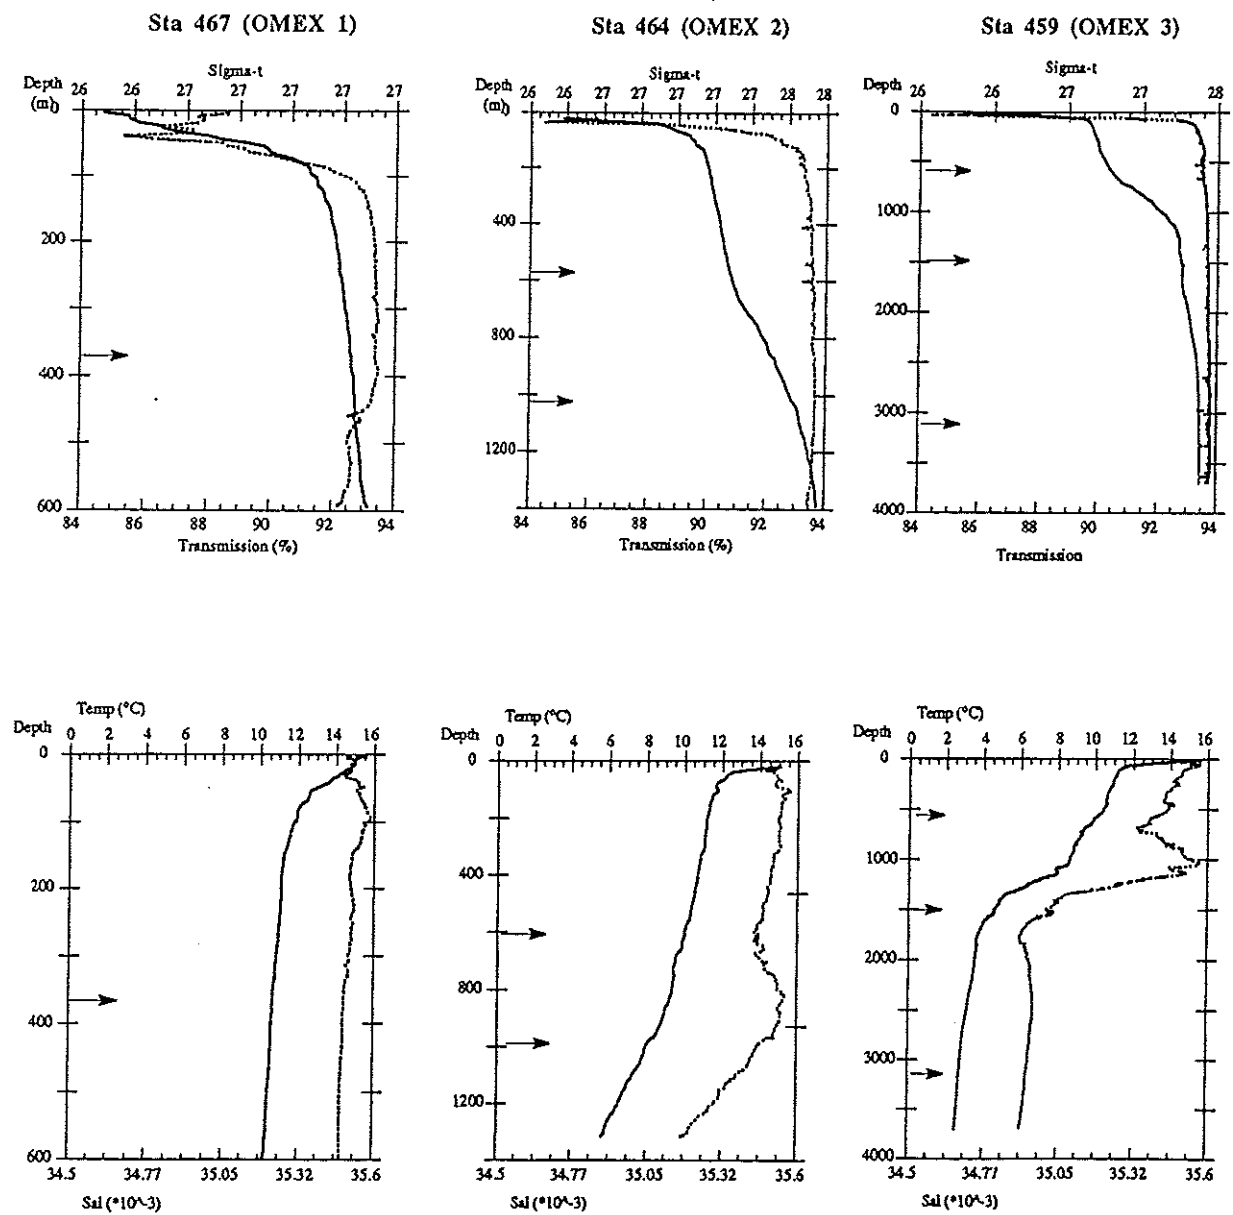 Sta 467 (OMEX 1)
Sta 464 (OMEX 2)
Sta 459 (OMEX 3)
Sigma-t
Depth (m)
26 26 27 27 27 27 27
200
400
600
84 86 88 90 92 94
Transmission (%)
Sigma-t
Depth (m)
26 26 27 27 27 27 27 28 28
0
400
800
1200
84 86 88 90 92 94
Transmission (%)
Sigma-t
Depth
26 26 27 27 28
0
1000
2000
3000
4000
84 86 88 90 92 94
Transmission
Temp (°C)
Depth
0 2 4 6 8 10 12 14 16
0
200
400
600
34.5 34.77 35.05 35.32 35.6
Sal (*10^-3)
Temp (°C)
Depth
0 2 4 6 8 10 12 14 16
0
400
800
1200
34.5 34.77 35.05 35.32 35.6
Sal (*10^-3)
Temp (°C)
Depth
0 2 4 6 8 10 12 14 16
0
1000
2000
3000
4000
34.5 34.77 35.05 35.32 35.6
Sal (*10^-3)